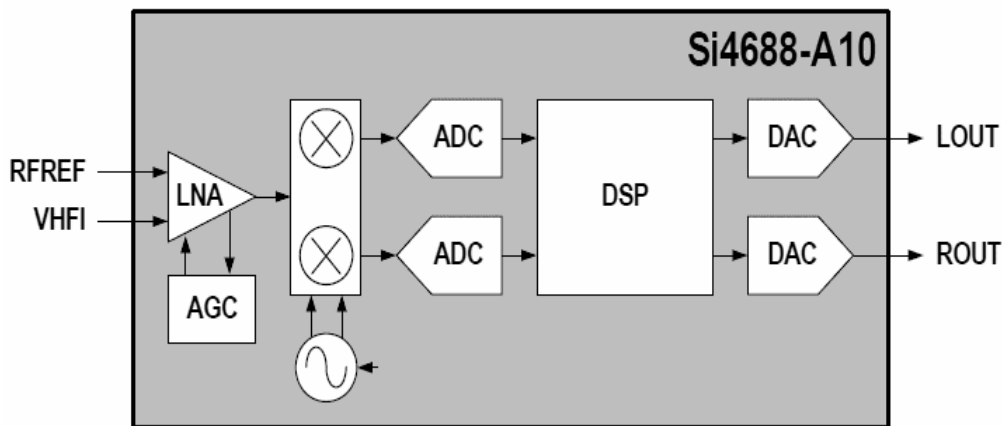 Si4688-A10
RFREF
VHFI
LNA
AGC
ADC
ADC
DSP
DAC
DAC
LOUT
ROUT